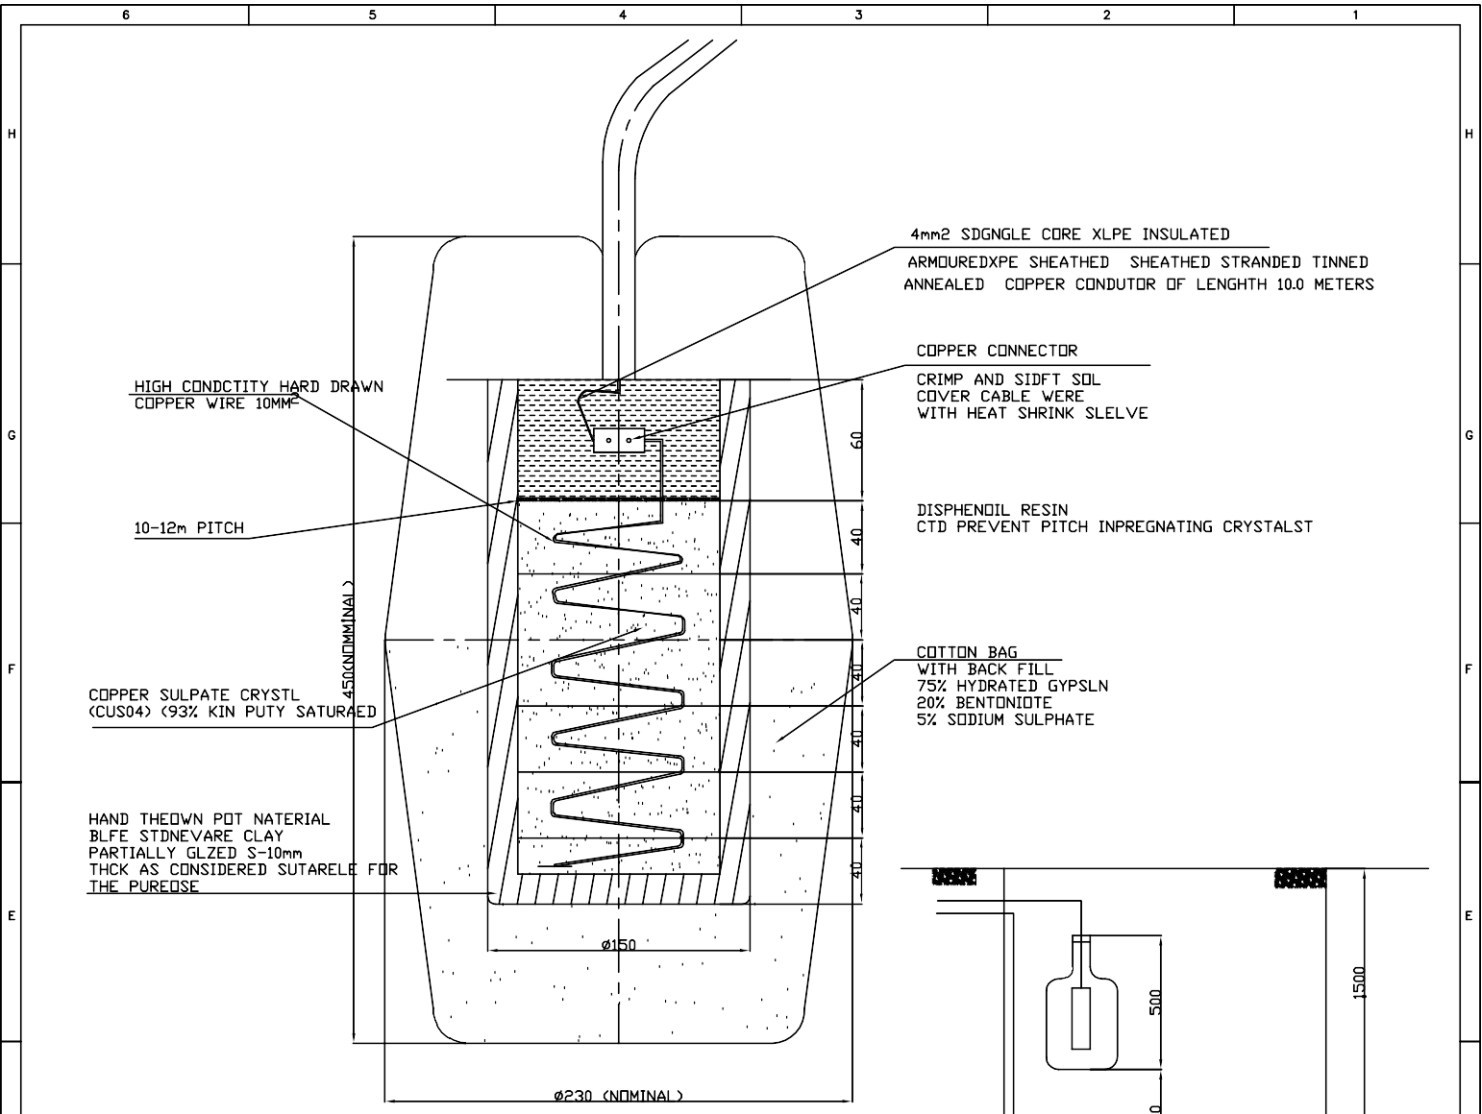 6 5 4 3 2 1
H H
4mm2 SDGNGLE CORE XLPE INSULATED
ARMOUREDXPE SHEATHED SHEATHED STRANDED TINNED
ANNEALED COPPER CONDUTOR OF LENGHTH 10.0 METERS
COPPER CONNECTOR
CRIMP AND SIDFT SOL
COVER CABLE WERE
WITH HEAT SHRINK SLELVE
HIGH CONDCTITY HARD DRAWN
COPPER WIRE 10MM2
G G
60
10-12m PITCH
DISPHENOIL RESIN
CTD PREVENT PITCH INPREGNATING CRYSTALST
40
40
450(NOMMINAL)
COTTON BAG
WITH BACK FILL
75% HYDRATED GYPSLN
20% BENTONIOTE
5% SODIUM SULPHATE
F F
40
COPPER SULPATE CRYSTL
(CUS04) (93% KIN PUTY SATURAED
40
40
HAND THEOWN POT NATERIAL
BLFE STDNEVARE CLAY
PARTIALLY GLZED S-10mm
THCK AS CONSIDERED SUTARELE FOR
THE PUREOSE
40
E E
ø150
500
1500
ø230 (NOMINAL)